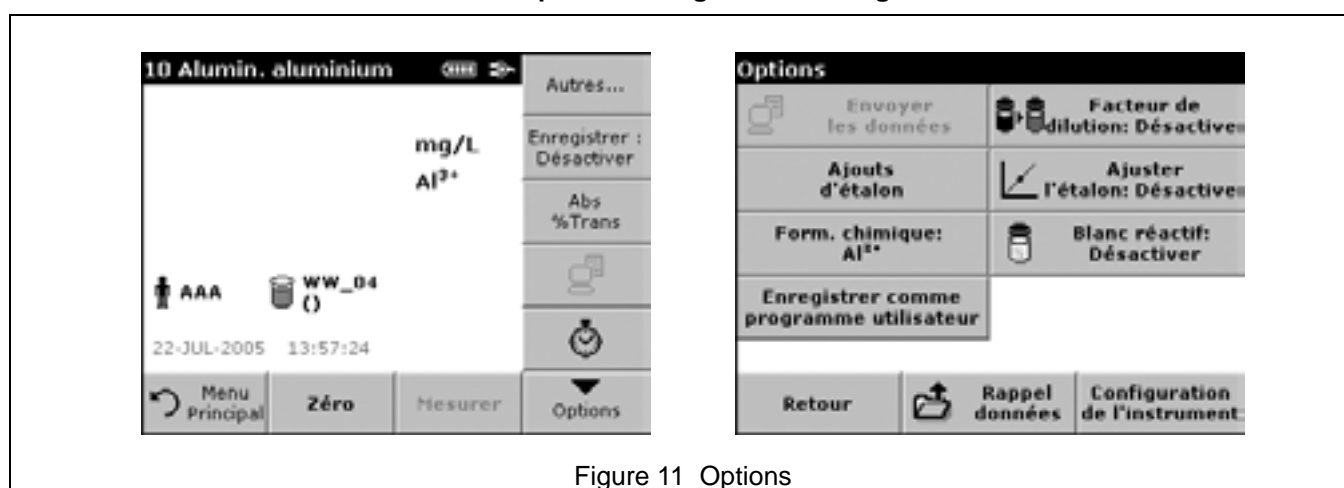 10 Alumin. aluminium
Autres...
mg/L
Al³⁺
Enregistrer :
Désactiver
Abs
%Trans
AAA
WW_04
()
22-JUL-2005 13:57:24
Menu
Principal
Zéro
Mesurer
Options
Options
Envoyer
les données
Facteur de
dilution: Désactive
Ajouts
d'étalon
Ajuster
l'étalon: Désactive
Form. chimique:
Al³⁺
Blanc réactif:
Désactiver
Enregistrer comme
programme utilisateur
Retour
Rappel
données
Configuration
de l'instrument
Figure 11 Options